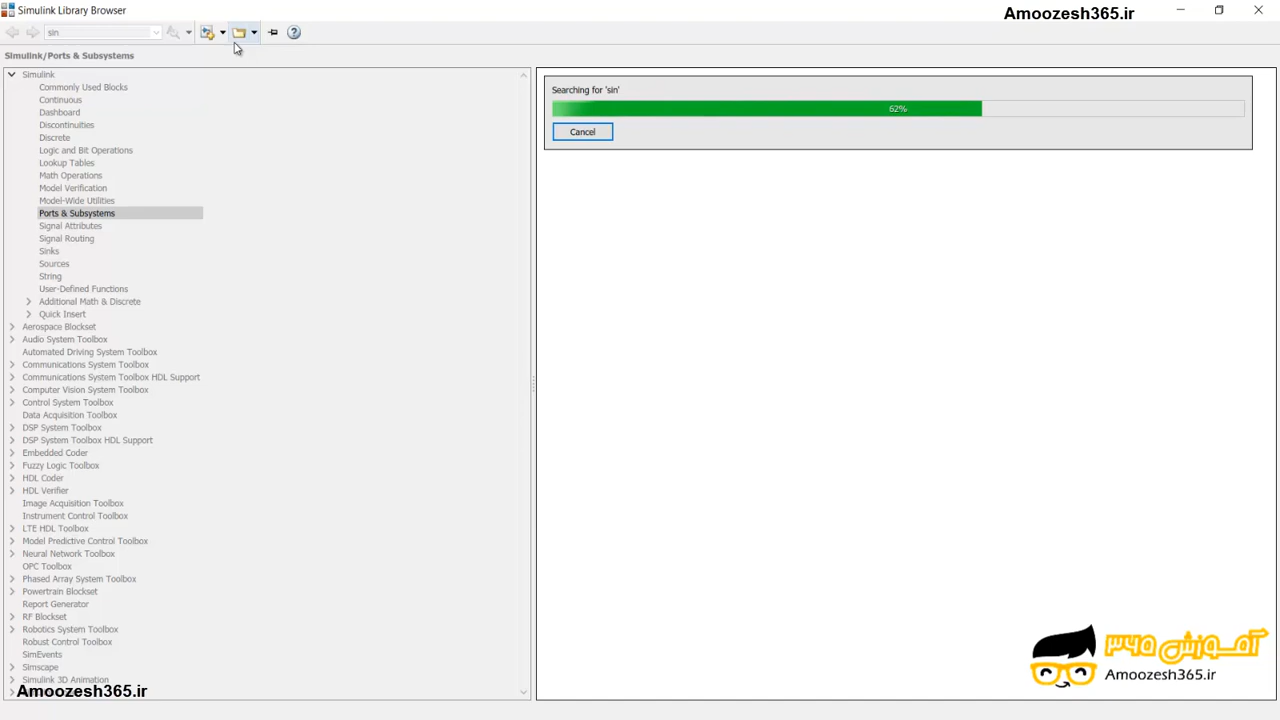 Simulink Library Browser
Amoozesh365.ir
sin
Simulink/Ports & Subsystems
Simulink
Commonly Used Blocks
Continuous
Dashboard
Discontinuities
Discrete
Logic and Bit Operations
Lookup Tables
Math Operations
Model Verification
Model-Wide Utilities
Ports & Subsystems
Signal Attributes
Signal Routing
Sinks
Sources
String
User-Defined Functions
Additional Math & Discrete
Quick Insert
Aerospace Blockset
Audio System Toolbox
Automated Driving System Toolbox
Communications System Toolbox
Communications System Toolbox HDL Support
Computer Vision System Toolbox
Control System Toolbox
Data Acquisition Toolbox
DSP System Toolbox
DSP System Toolbox HDL Support
Embedded Coder
Fuzzy Logic Toolbox
HDL Coder
HDL Verifier
Image Acquisition Toolbox
Instrument Control Toolbox
LTE HDL Toolbox
Model Predictive Control Toolbox
Neural Network Toolbox
OPC Toolbox
Phased Array System Toolbox
Powertrain Blockset
Report Generator
RF Blockset
Robotics System Toolbox
Robust Control Toolbox
SimEvents
Simscape
Simulink 3D Animation
Amoozesh365.ir
Searching for 'sin'
62%
Cancel
آموزش ۳۶۵
Amoozesh365.ir